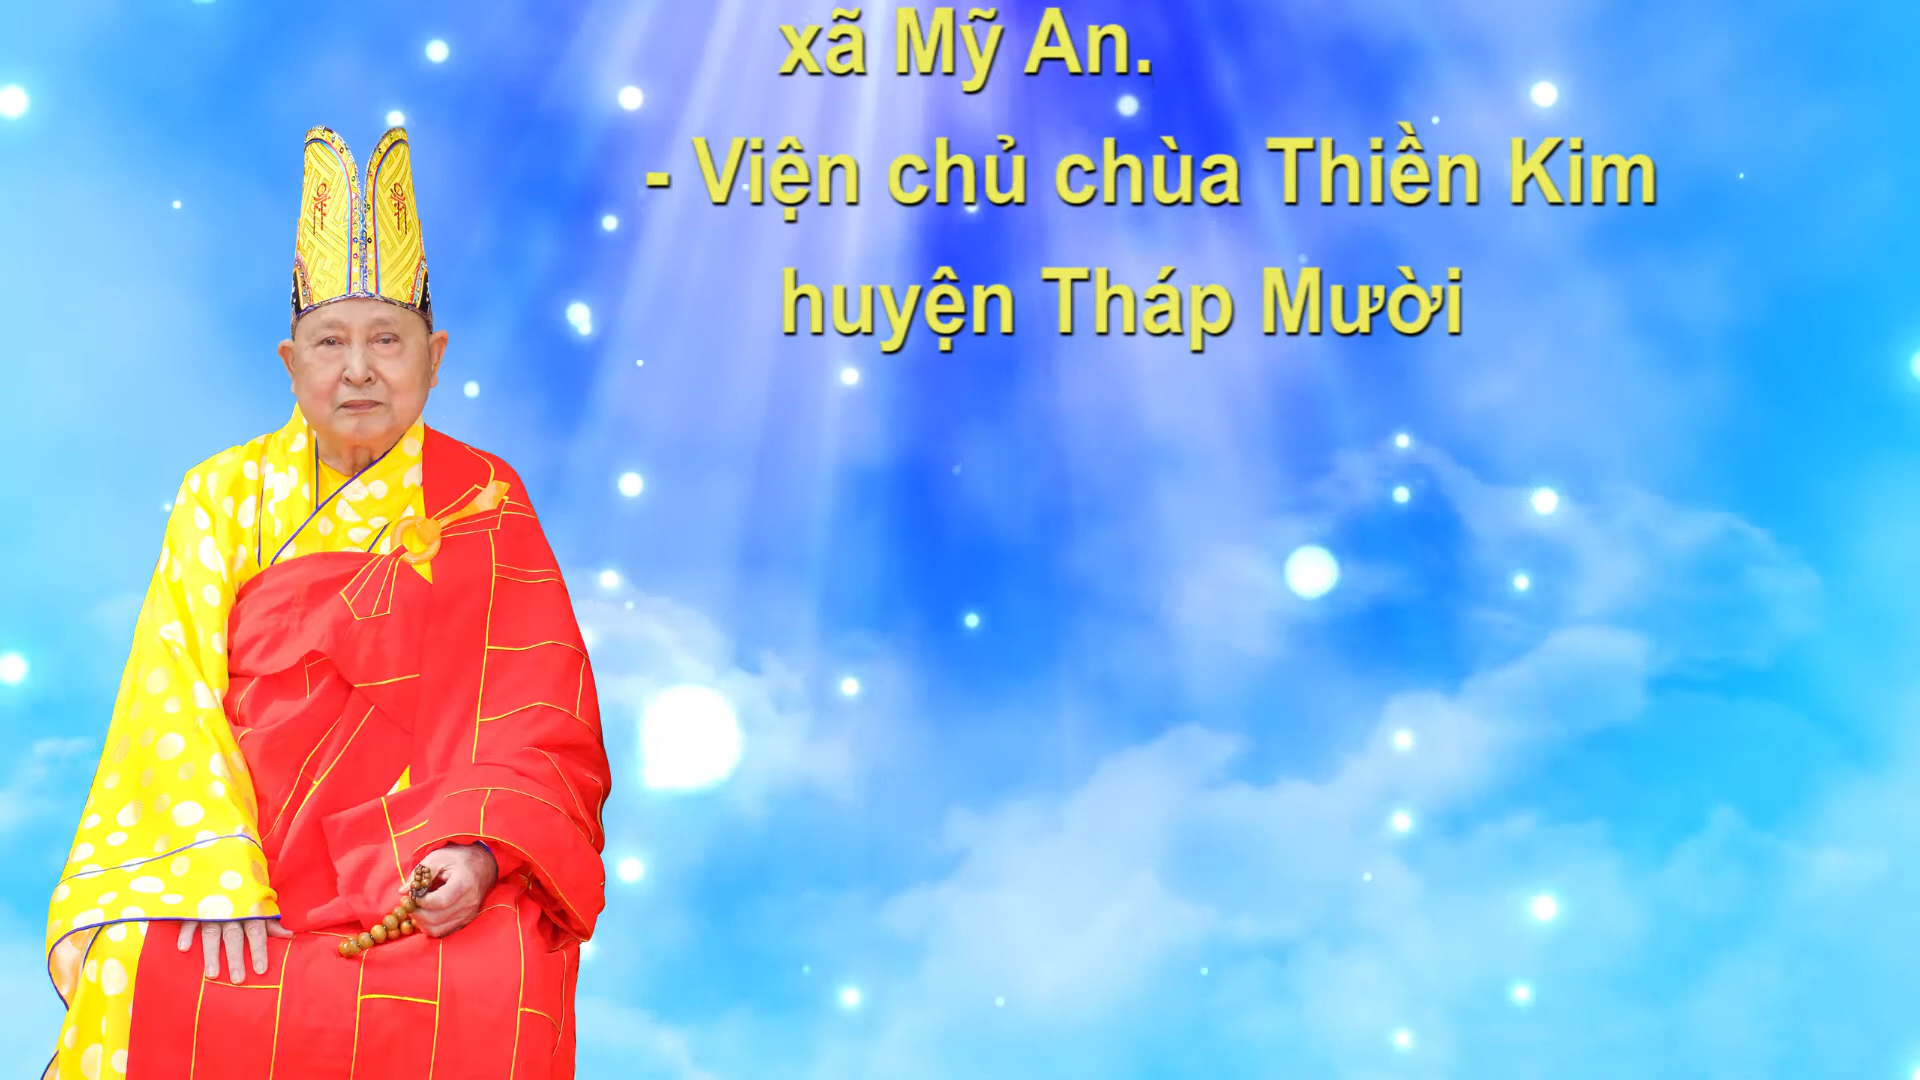 xã Mỹ An.
- Viện chủ chùa Thiền Kim
huyện Tháp Mười